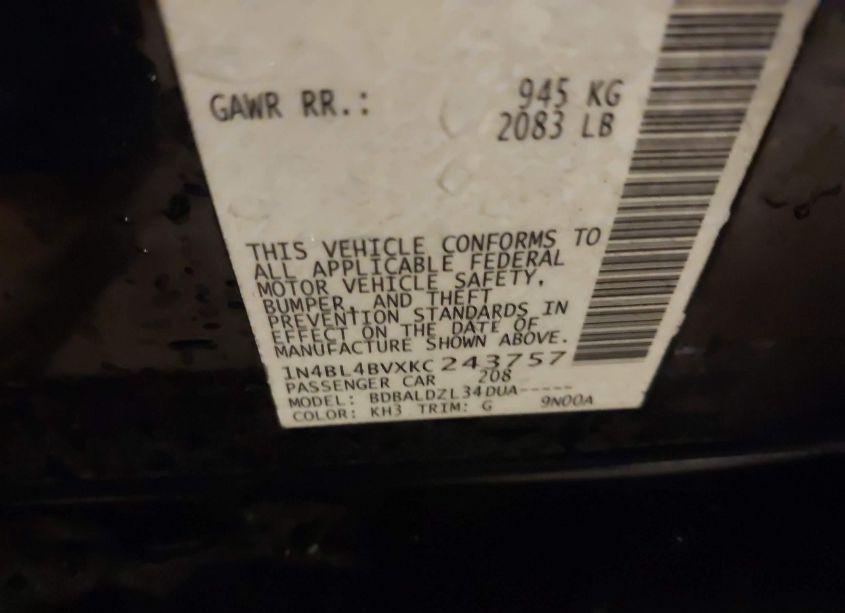 GAWR RR.: 945 KG
2083 LB
THIS VEHICLE CONFORMS TO
ALL APPLICABLE FEDERAL
MOTOR VEHICLE SAFETY,
BUMPER, AND THEFT
PREVENTION STANDARDS IN
EFFECT ON THE DATE OF
MANUFACTURE SHOWN ABOVE.
1N4BL4BVXKC243757
PASSENGER CAR 208
MODEL: BDBALDZL34DUA-----
COLOR: KH3 TRIM: G 9N00A